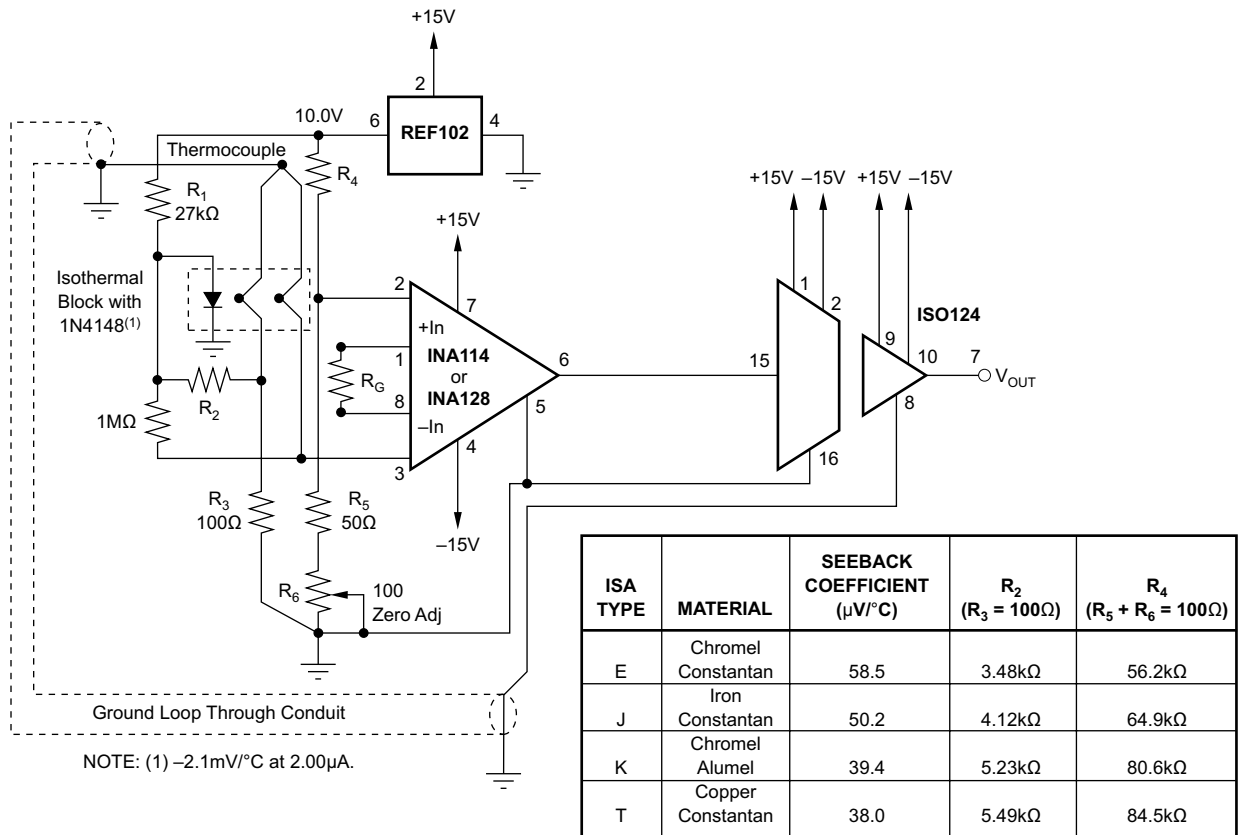 +15V
2
10.0V
6
REF102
4
Thermocouple
R1
27kΩ
R4
+15V
+15V –15V +15V –15V
Isothermal
Block with
1N4148(1)
2
7
1
2
ISO124
+In
1
INA114
or
INA128
RG
8
–In
6
5
15
9
10
7
VOUT
8
R2
1MΩ
3
4
16
R3
100Ω
R5
50Ω
–15V
R6
100
Zero Adj
Ground Loop Through Conduit
NOTE: (1) –2.1mV/°C at 2.00µA.
ISA
TYPE
MATERIAL
SEEBACK
COEFFICIENT
(µV/°C)
R2
(R3 = 100Ω)
R4
(R5 + R6 = 100Ω)
E
Chromel
Constantan
58.5
3.48kΩ
56.2kΩ
J
Iron
Constantan
50.2
4.12kΩ
64.9kΩ
K
Chromel
Alumel
39.4
5.23kΩ
80.6kΩ
T
Copper
Constantan
38.0
5.49kΩ
84.5kΩ